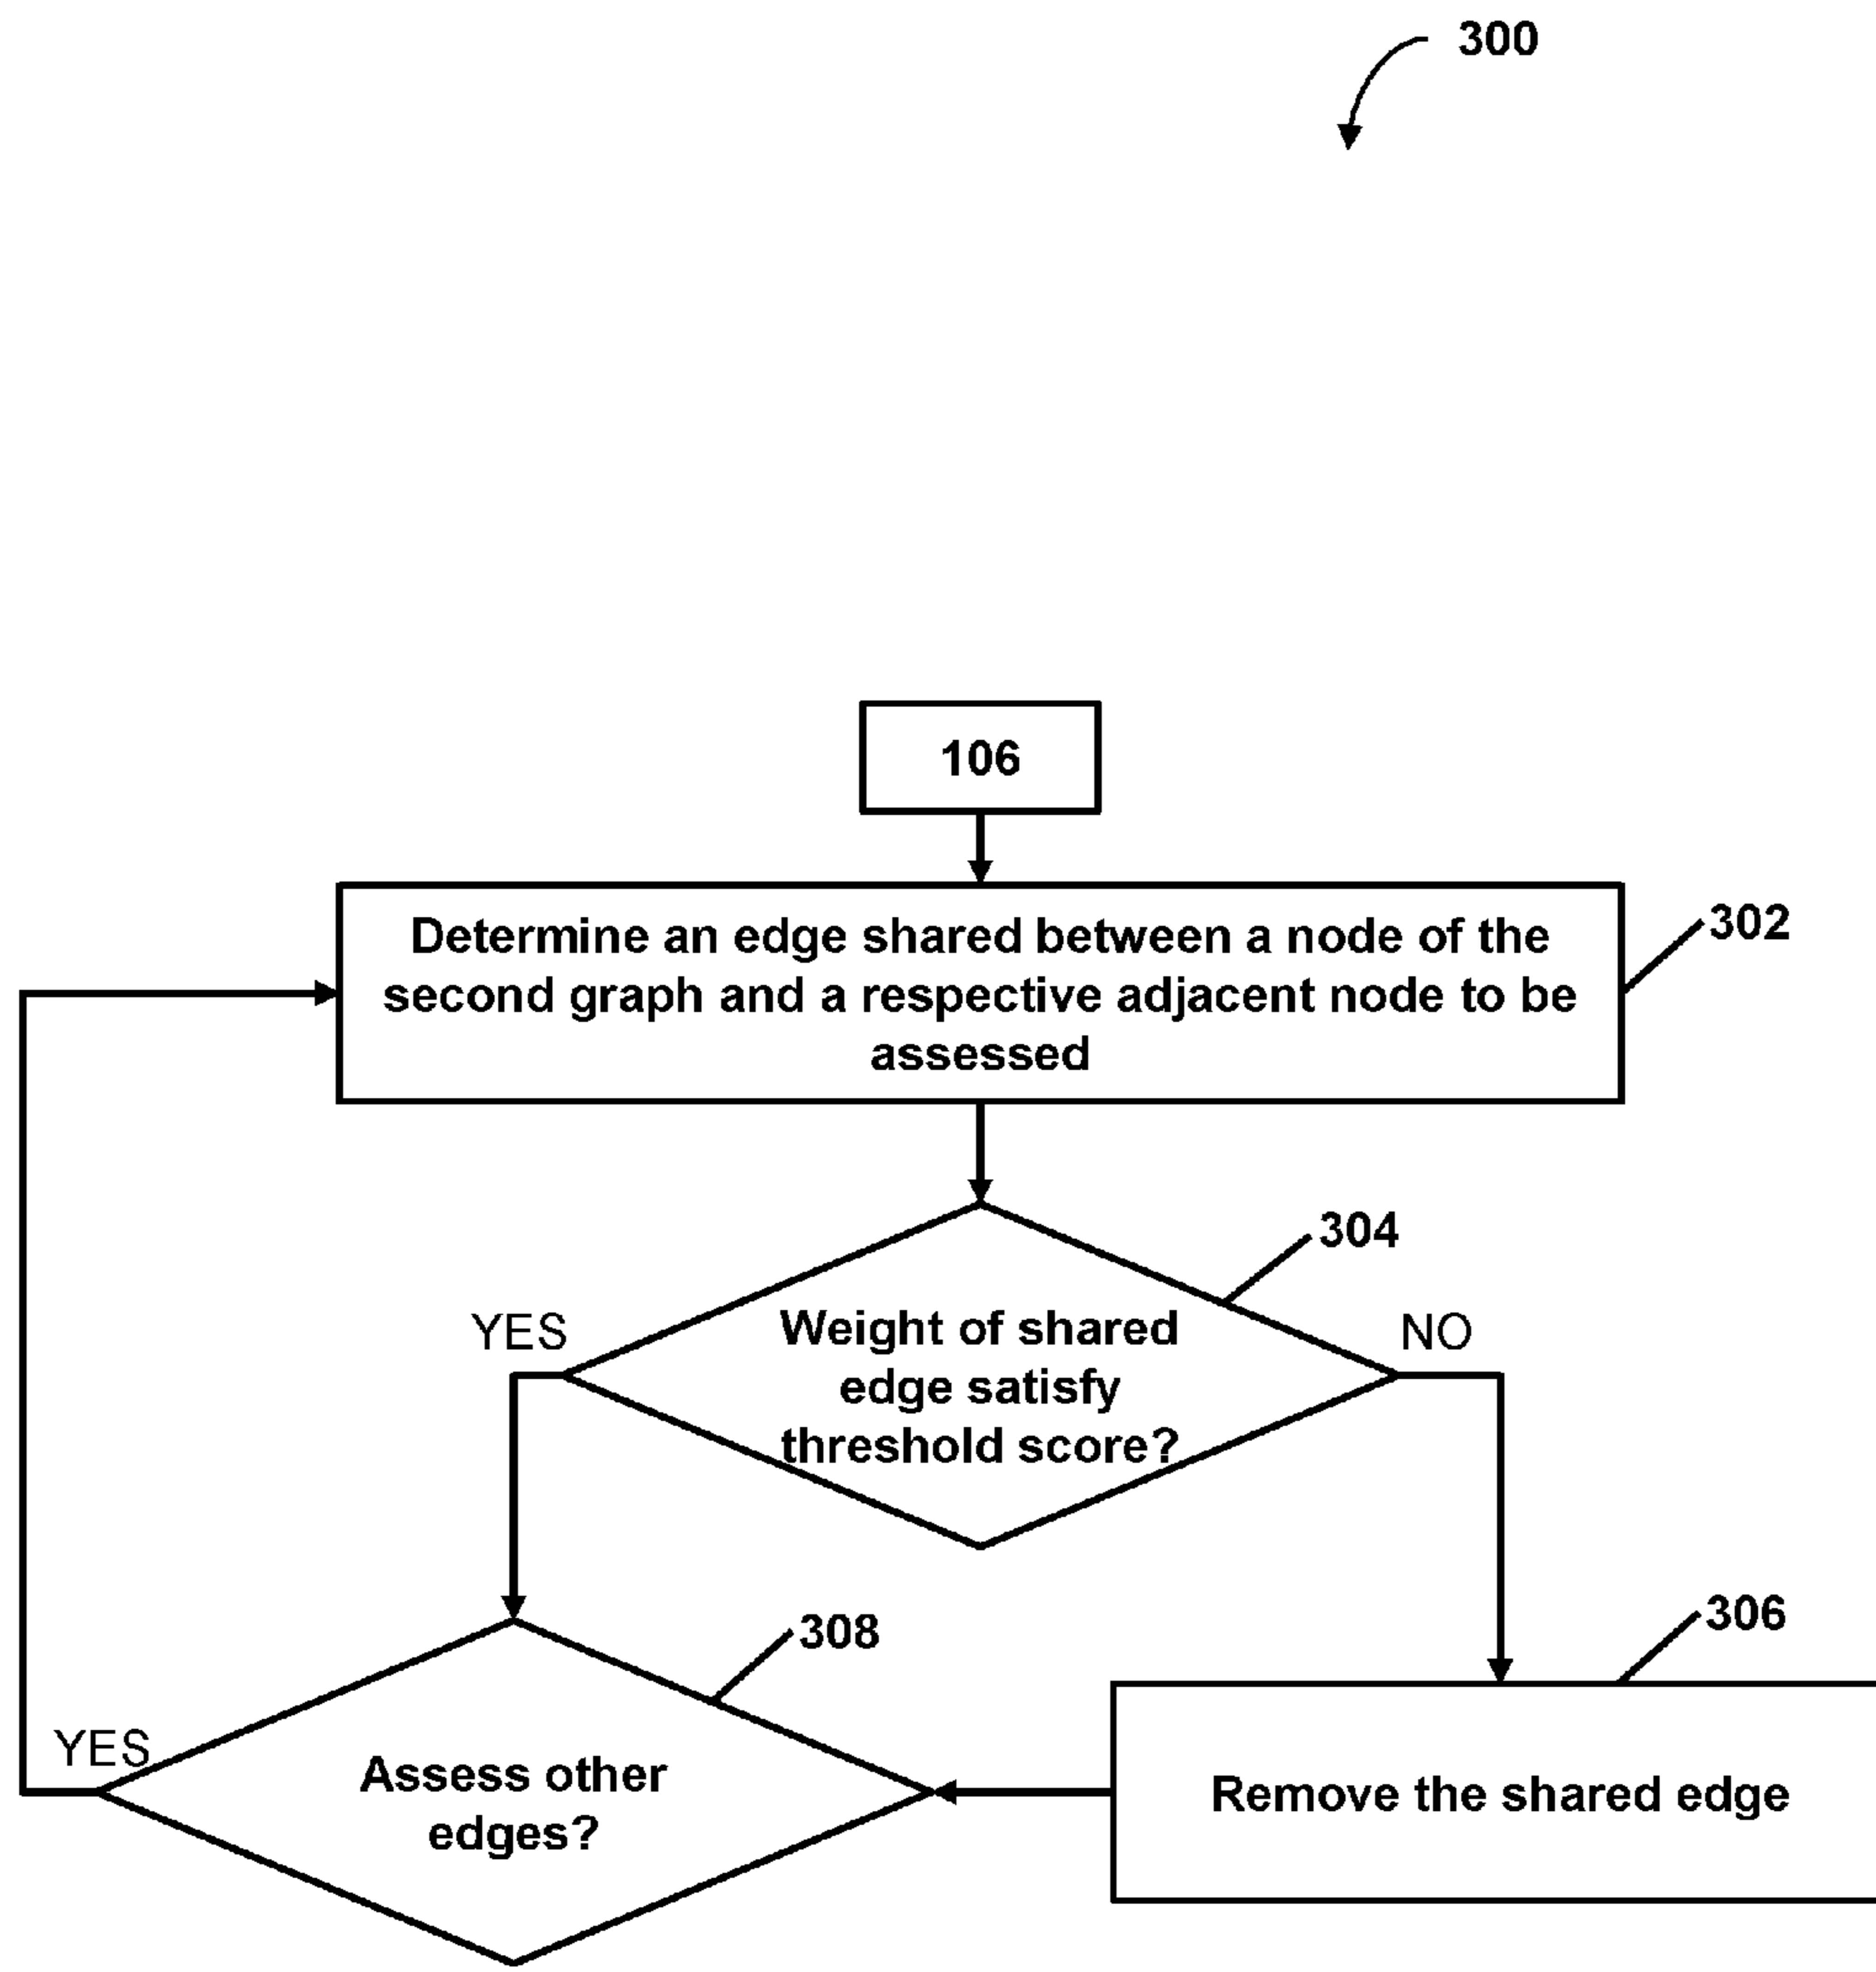 300
106
Determine an edge shared between a node of the
second graph and a respective adjacent node to be
assessed
302
304
YES
NO
Weight of shared
edge satisfy
threshold score?
306
308
YES
Assess other
edges?
Remove the shared edge